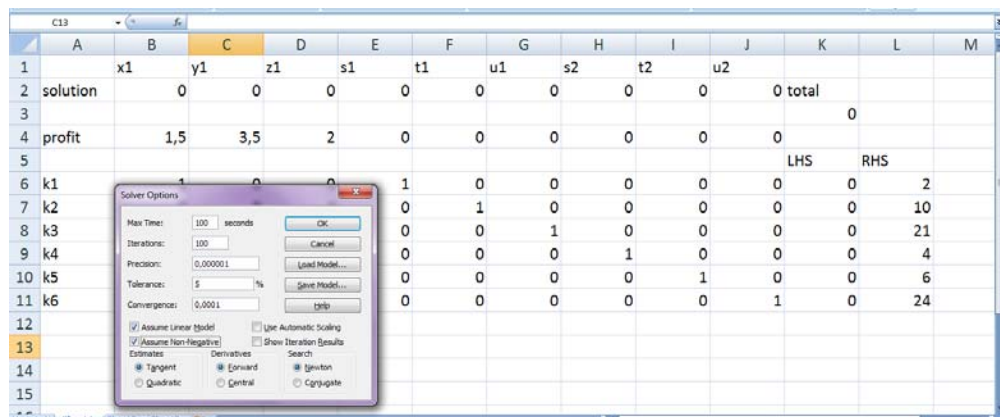 C13 fx
A B C D E F G H I J K L M
1 x1 y1 z1 s1 t1 u1 s2 t2 u2
2 solution 0 0 0 0 0 0 0 0 0 total
3 0
4 profit 1,5 3,5 2 0 0 0 0 0 0
5 LHS RHS
6 k1 1 0 0 1 0 0 0 0 0 0 2
7 k2 0 1 0 0 0 0 0 10
8 k3 0 0 1 0 0 0 0 21
9 k4 0 0 0 1 0 0 0 4
10 k5 0 0 0 0 1 0 0 6
11 k6 0 0 0 0 0 1 0 24
12
13
14
15
Solver Options
Max Time: 100 seconds OK
Iterations: 100 Cancel
Precision: 0,000001 Load Model...
Tolerance: 5 % Save Model...
Convergence: 0,0001 Help
Assume Linear Model Use Automatic Scaling
Assume Non-Negative Show Iteration Results
Estimates Derivatives Search
Tangent Forward Newton
Quadratic Central Conjugate